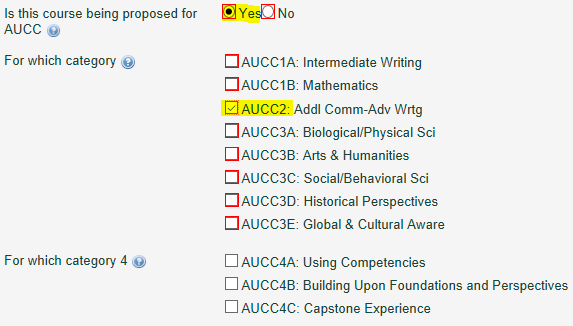 Is this course being proposed for AUCC Yes No
For which category
AUCC1A: Intermediate Writing
AUCC1B: Mathematics
AUCC2: Addl Comm-Adv Wrtg
AUCC3A: Biological/Physical Sci
AUCC3B: Arts & Humanities
AUCC3C: Social/Behavioral Sci
AUCC3D: Historical Perspectives
AUCC3E: Global & Cultural Aware
For which category 4
AUCC4A: Using Competencies
AUCC4B: Building Upon Foundations and Perspectives
AUCC4C: Capstone Experience